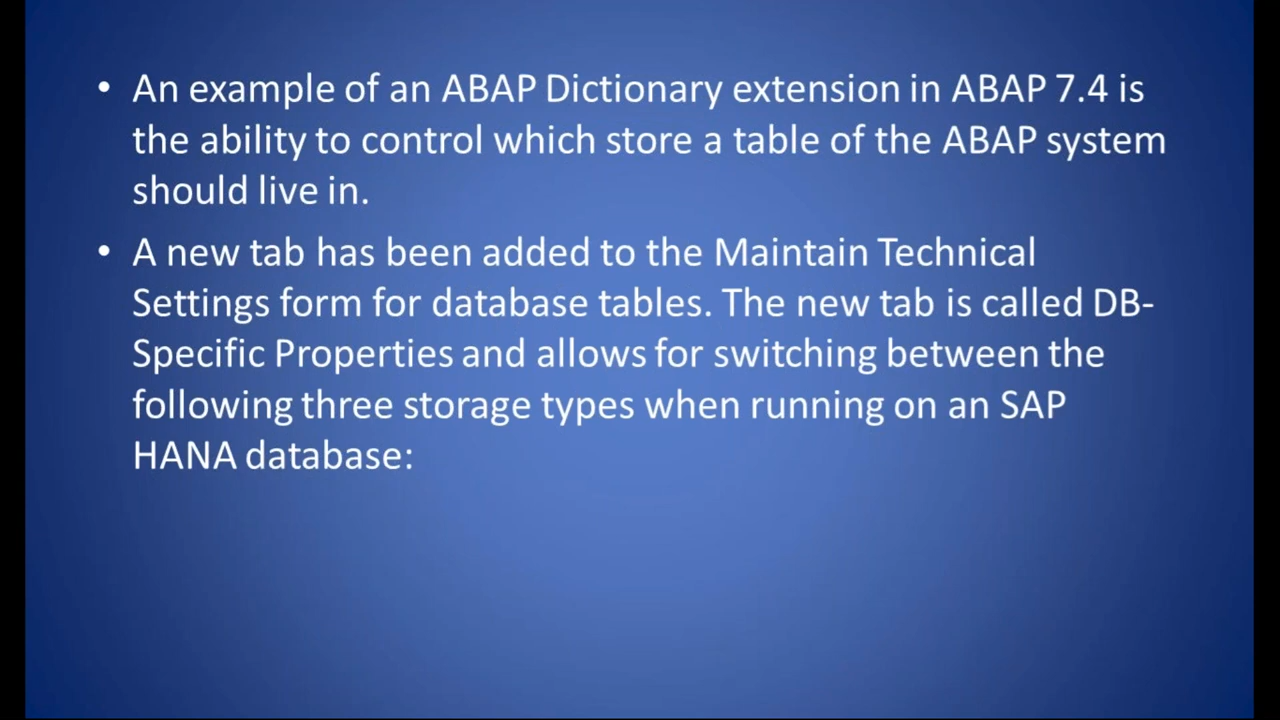 • An example of an ABAP Dictionary extension in ABAP 7.4 is
the ability to control which store a table of the ABAP system
should live in.
• A new tab has been added to the Maintain Technical
Settings form for database tables. The new tab is called DB-
Specific Properties and allows for switching between the
following three storage types when running on an SAP
HANA database: